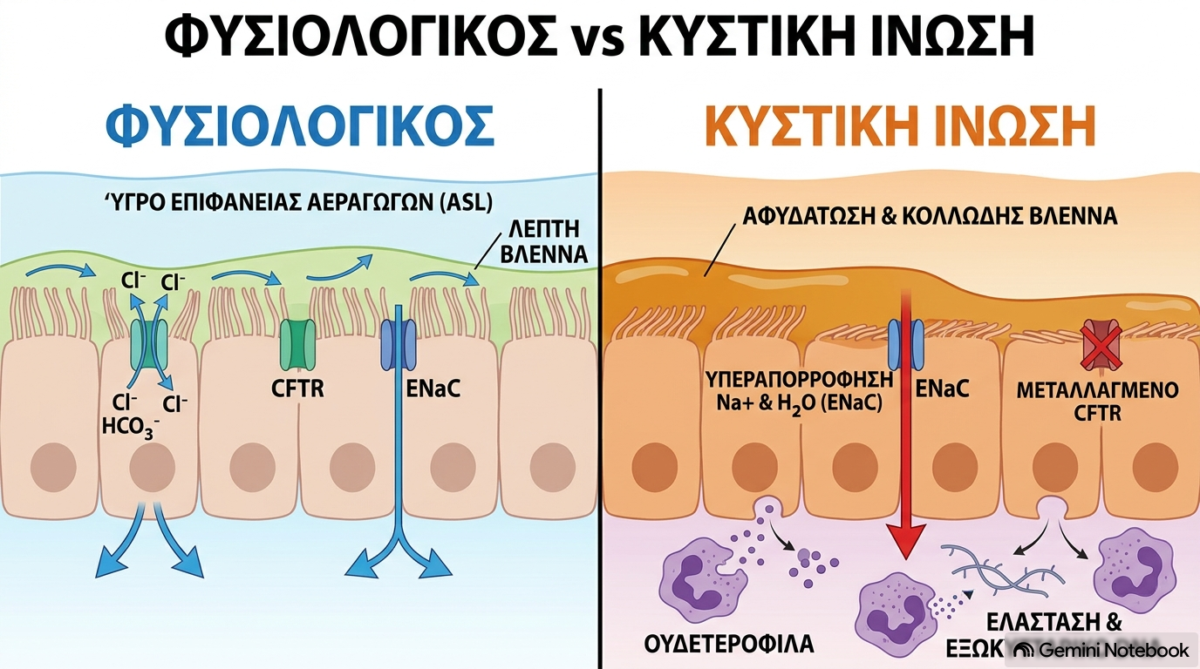 ΦΥΣΙΟΛΟΓΙΚΟΣ vs ΚΥΣΤΙΚΗ ΙΝΩΣΗ
ΦΥΣΙΟΛΟΓΙΚΟΣ
ΎΓΡΟ ΕΠΙΦΑΝΕΙΑΣ ΑΕΡΑΓΩΓΩΝ (ASL)
ΛΕΠΤΗ
ΒΛΕΝΝΑ
Cl⁻ Cl⁻
CFTR
ENaC
Cl⁻ Cl⁻
HCO₃⁻
ΚΥΣΤΙΚΗ ΙΝΩΣΗ
ΑΦΥΔΑΤΩΣΗ & ΚΟΛΛΩΔΗΣ ΒΛΕΝΝΑ
ΥΠΕΡΑΠΟΡΡΟΦΗΣΗ
Na+ & H₂O (ENaC)
ENaC
ΜΕΤΑΛΛΑΓΜΕΝΟ
CFTR
ΟΥΔΕΤΕΡΟΦΙΛΑ
ΕΛΑΣΤΑΣΗ &
Gemini Notebook